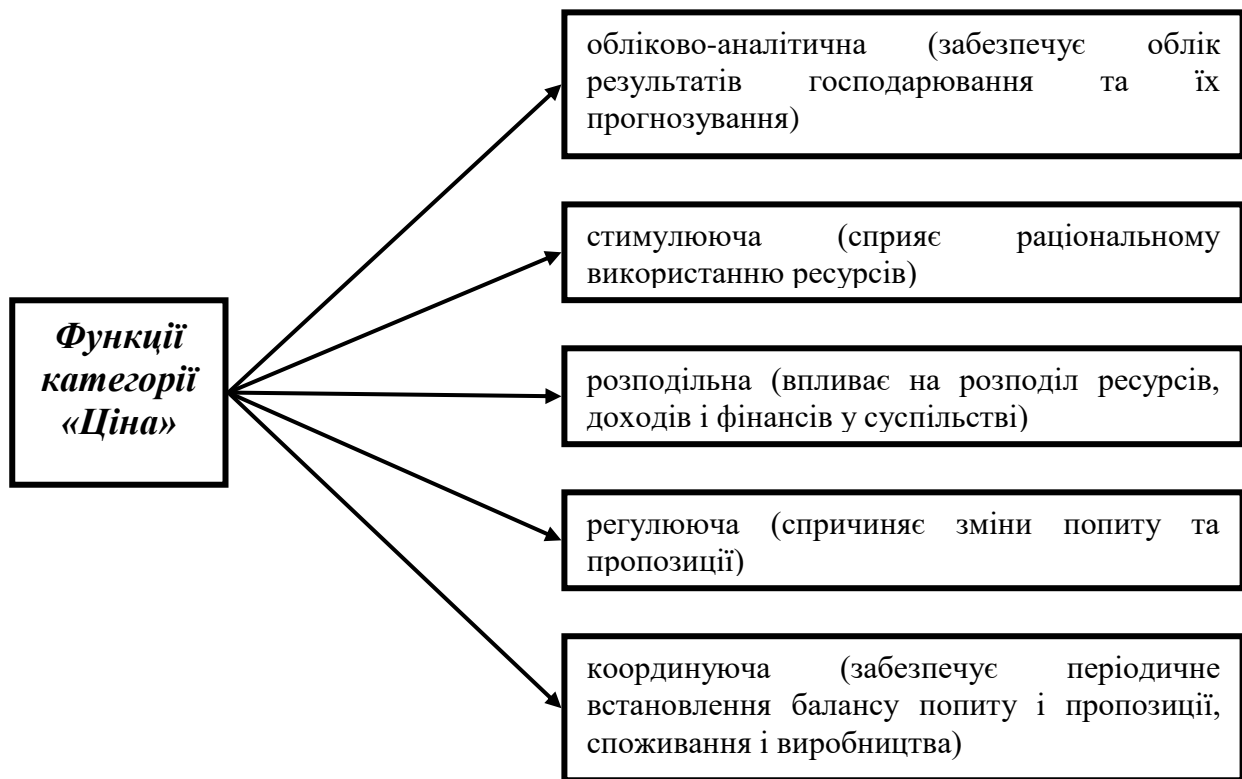 Функції
категорії
«Ціна»
обліково-аналітична (забезпечує облік
результатів господарювання та їх
прогнозування)
стимулююча (сприяє раціональному
використанню ресурсів)
розподільна (впливає на розподіл ресурсів,
доходів і фінансів у суспільстві)
регулююча (спричиняє зміни попиту та
пропозиції)
координуюча (забезпечує періодичне
встановлення балансу попиту і пропозиції,
споживання і виробництва)